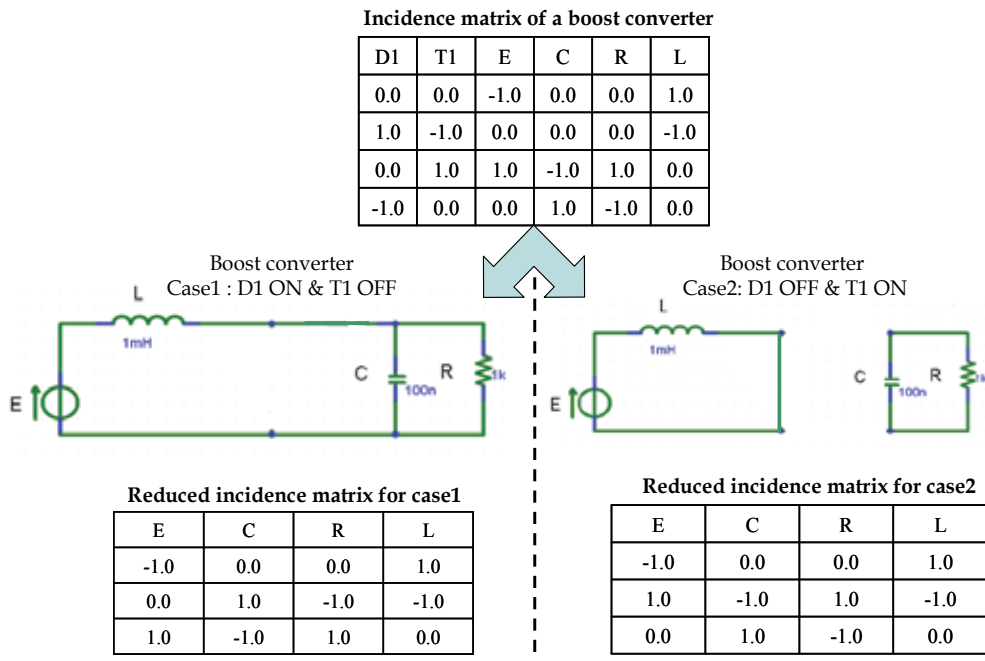 Incidence matrix of a boost converter
D1 T1 E C R L
0.0 0.0 -1.0 0.0 0.0 1.0
1.0 -1.0 0.0 0.0 0.0 -1.0
0.0 1.0 1.0 -1.0 1.0 0.0
-1.0 0.0 0.0 1.0 -1.0 0.0
Boost converter
Case1 : D1 ON & T1 OFF
L
1mH
E
C
100n
R
1k
Boost converter
Case2: D1 OFF & T1 ON
L
1mH
E
C
100n
R
1k
Reduced incidence matrix for case1
E C R L
-1.0 0.0 0.0 1.0
0.0 1.0 -1.0 -1.0
1.0 -1.0 1.0 0.0
Reduced incidence matrix for case2
E C R L
-1.0 0.0 0.0 1.0
1.0 -1.0 1.0 -1.0
0.0 1.0 -1.0 0.0